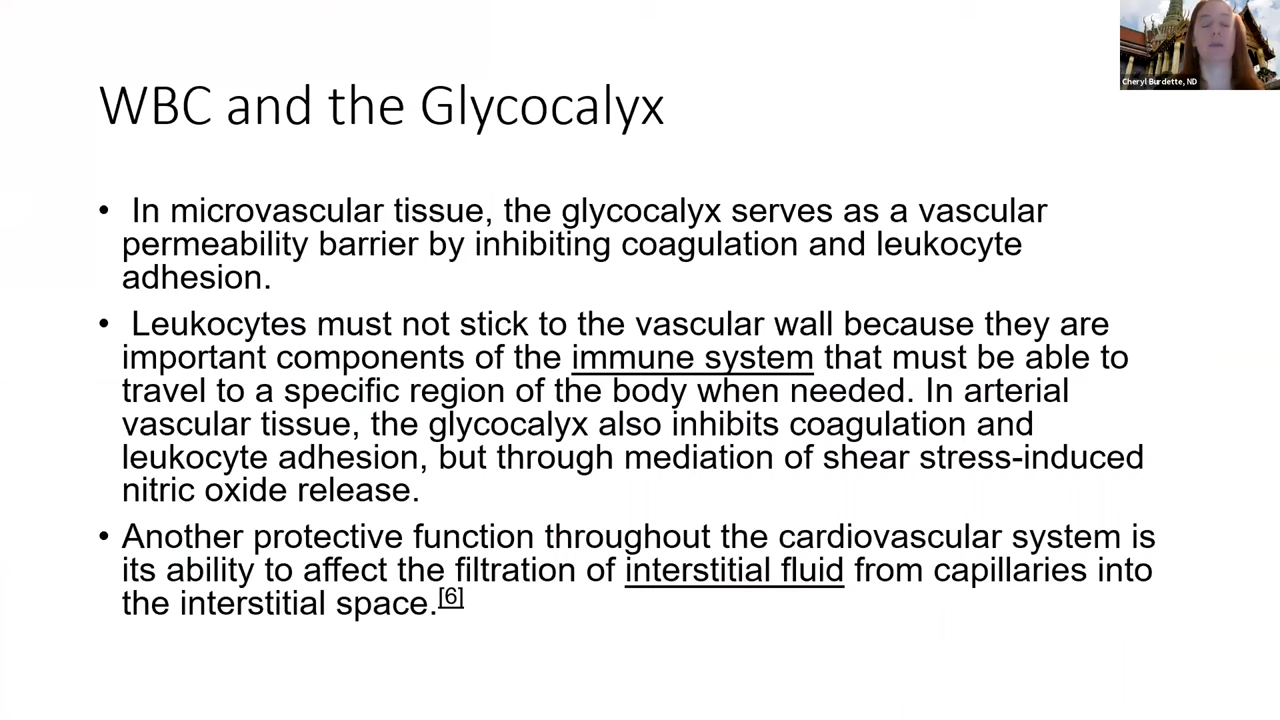 Cheryl Burdette, ND
WBC and the Glycocalyx
• In microvascular tissue, the glycocalyx serves as a vascular
permeability barrier by inhibiting coagulation and leukocyte
adhesion.
• Leukocytes must not stick to the vascular wall because they are
important components of the immune system that must be able to
travel to a specific region of the body when needed. In arterial
vascular tissue, the glycocalyx also inhibits coagulation and
leukocyte adhesion, but through mediation of shear stress-induced
nitric oxide release.
• Another protective function throughout the cardiovascular system is
its ability to affect the filtration of interstitial fluid from capillaries into
the interstitial space.[6]